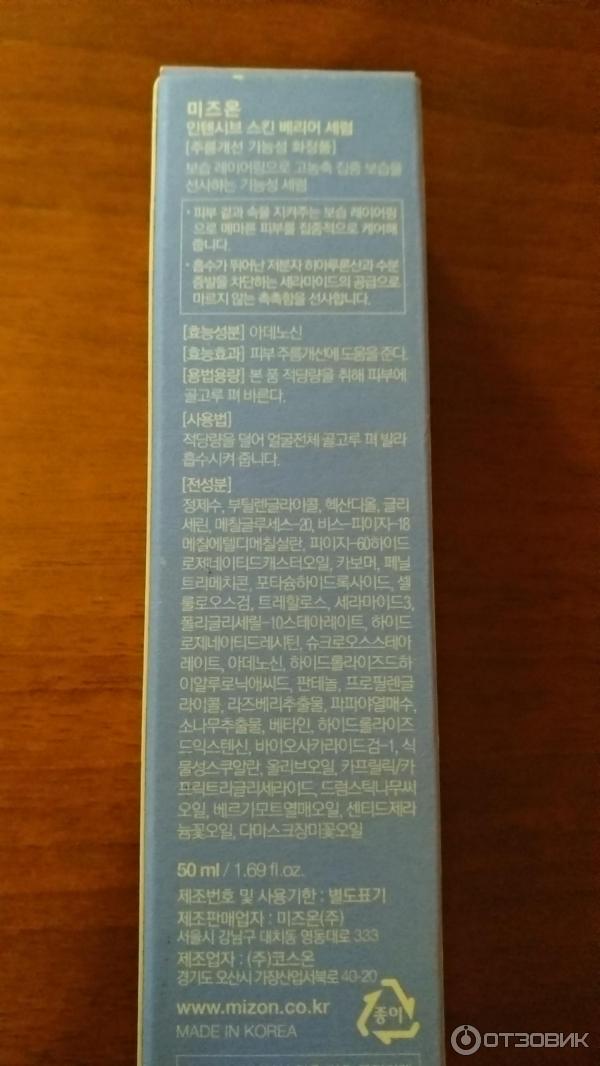 미즈온
인텐시브 스킨 베리어 세럼
[주름개선 기능성 화장품]
보습 레이어링으로 고농축 집중 보습을
선사하는 기능성 세럼
• 피부 겉과 속을 지켜주는 보습 레이어링
으로 메마른 피부를 집중적으로 케어해
줍니다.
• 흡수가 뛰어난 저분자 히아루론산과 수분
증발을 차단하는 세라마이드의 공급으로
마르지 않는 촉촉함을 선사합니다.
[효능성분] 아데노신
[효능효과] 피부 주름개선에 도움을 준다.
[용법용량] 본 품 적당량을 취해 피부에
골고루 펴 바른다.
[사용법]
적당량을 덜어 얼굴전체 골고루 펴 발라
흡수시켜 줍니다.
[전성분]
정제수, 부틸렌글라이콜, 헥산디올, 글리
세린, 메칠글루세스-20, 비스-피이지-18
메칠에텔디메칠실란, 피이지-60하이드
로제네이티드캐스터오일, 카보머, 페닐
트리메치콘, 포타슘하이드록사이드, 셀
룰로오스검, 트레할로스, 세라마이드3,
폴리글리세릴-10스테아레이트, 하이드
로제네이티드레시틴, 슈크로오스스테아
레이트, 아데노신, 하이드롤라이즈드하
이알루로닉애씨드, 판테놀, 프로필렌글
라이콜, 라즈베리추출물, 파파야열매수,
소나무추출물, 베타인, 하이드롤라이즈
드익스텐신, 바이오사카라이드검-1, 식
물성스쿠알란, 올리브오일, 카프릴릭/카
프릭트리글리세라이드, 드럼스틱나무씨
오일, 베르가모트열매오일, 센티드제라
늄꽃오일, 다마스크장미꽃오일
50 ml / 1.69 fl.oz.
제조번호 및 사용기한 : 별도표기
제조판매업자 : 미즈온(주)
서울시 강남구 대치동 영동대로 333
제조업자 : (주)코스온
경기도 오산시 가장산업서북로 40-20
www.mizon.co.kr
종이
MADE IN KOREA
ОТЗОВИК